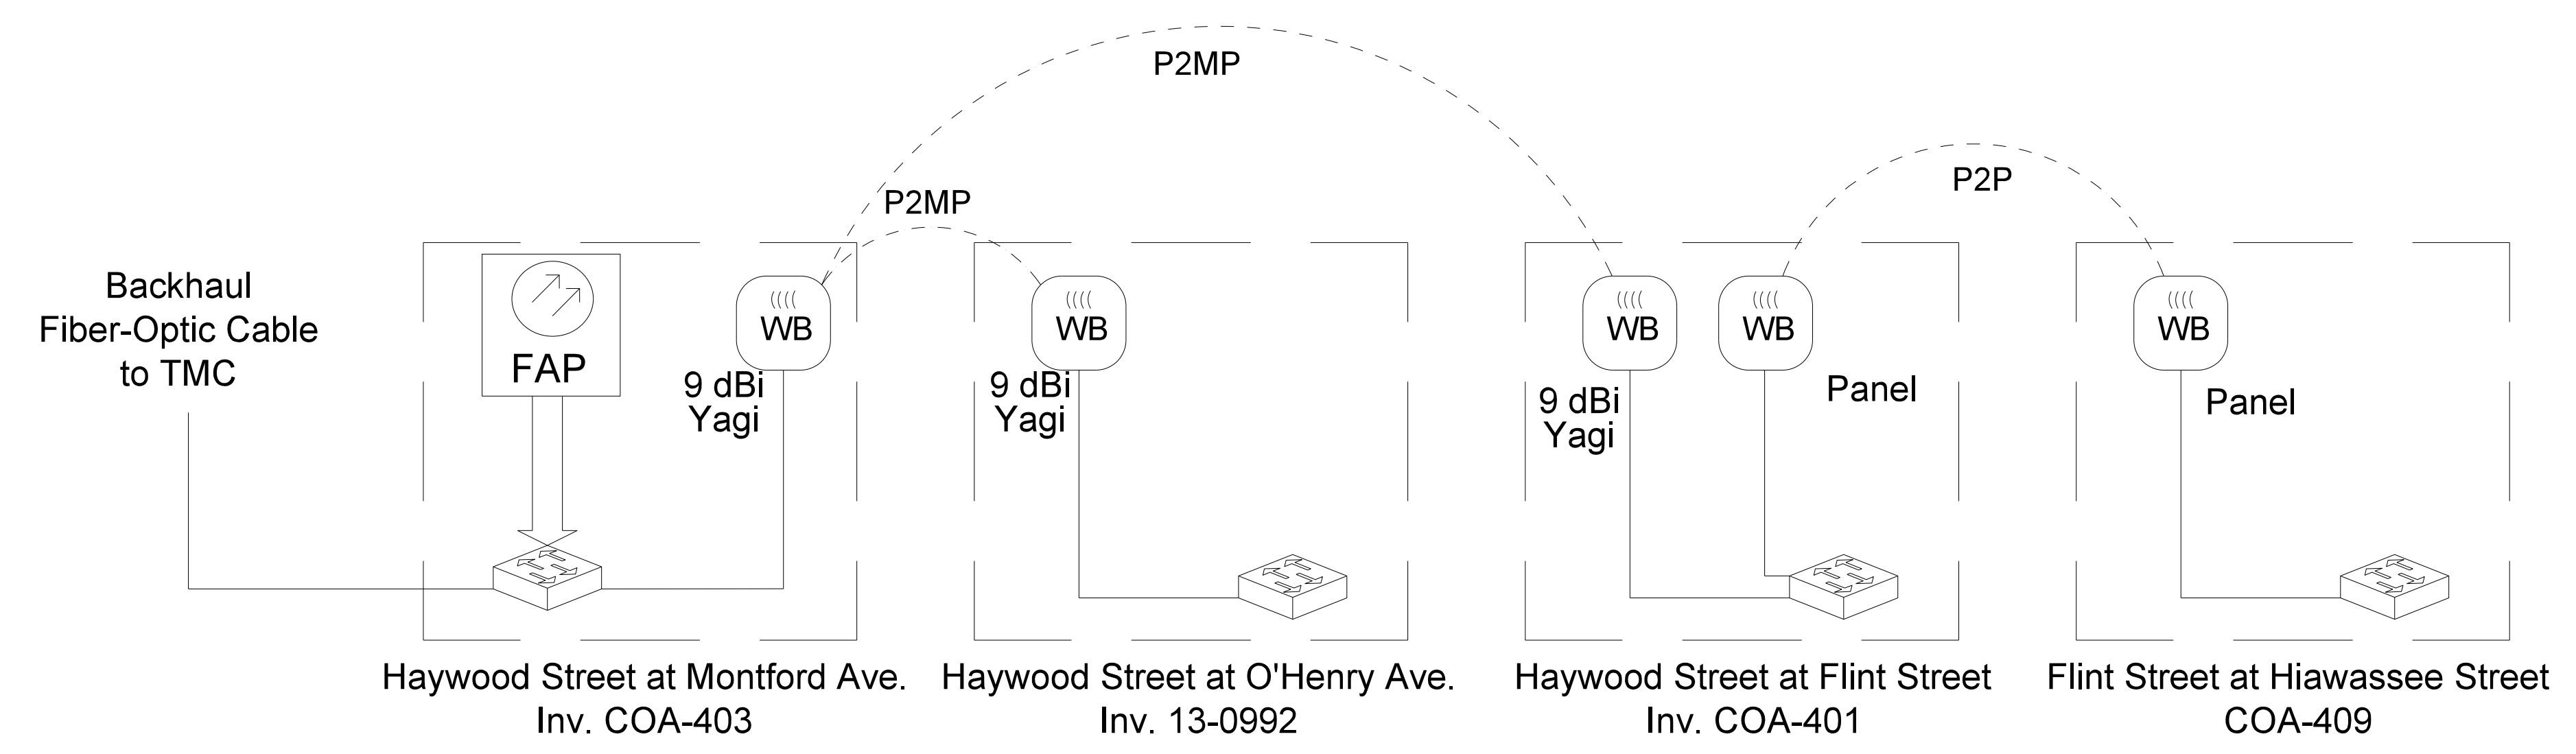 P2MP
P2MP
P2P
Backhaul
Fiber-Optic Cable
to TMC
FAP
WB
9 dBi
Yagi
WB
9 dBi
Yagi
WB
9 dBi
Yagi
WB
Panel
WB
Panel
Haywood Street at Montford Ave.
Inv. COA-403
Haywood Street at O'Henry Ave.
Inv. 13-0992
Haywood Street at Flint Street
Inv. COA-401
Flint Street at Hiawassee Street
COA-409